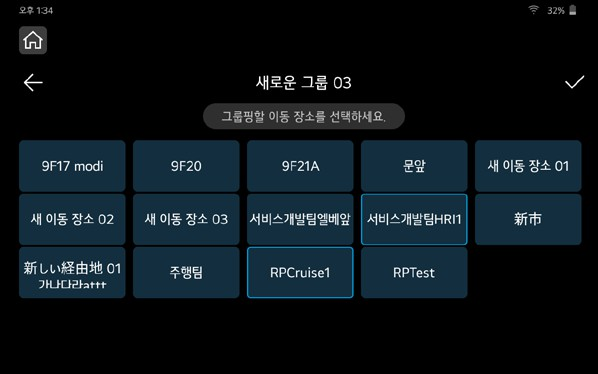 오후 1:34
32%
새로운 그룹 03
그룹핑할 이동 장소를 선택하세요.
9F17 modi
9F20
9F21A
문앞
새 이동 장소 01
새 이동 장소 02
새 이동 장소 03
서비스개발팀엘베앞
서비스개발팀HRI1
新市
新しい経由地 01
가나다라attt
주행팀
RPCruise1
RPTest